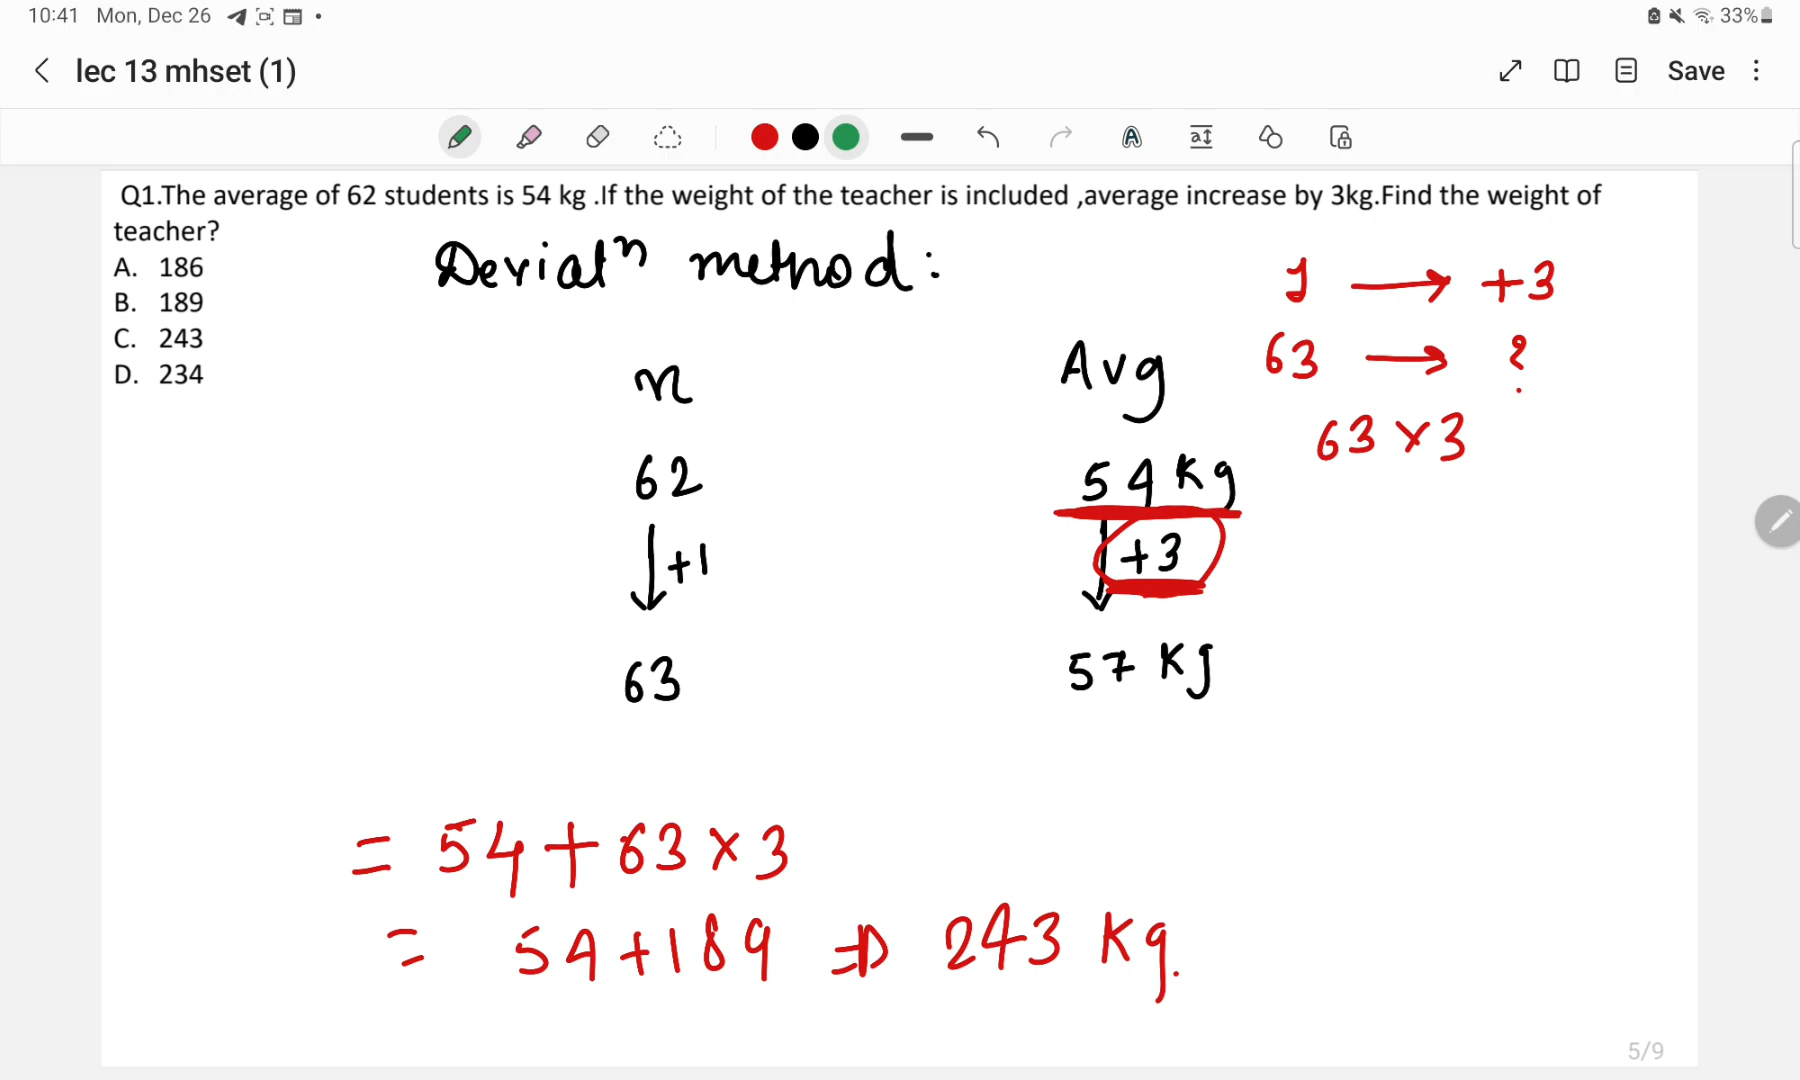 10:41 Mon, Dec 26 33%
lec 13 mhset (1) Save
Q1.The average of 62 students is 54 kg .If the weight of the teacher is included ,average increase by 3kg.Find the weight of
teacher?
A. 186
B. 189
C. 243
D. 234
Deviatⁿ method :
n Avg
62 54 Kg
+1 +3
63 57 Kg
1 → +3
63 → ?
63 × 3
= 54 + 63 × 3
= 54 + 189 ⇒ 243 Kg.
5/9